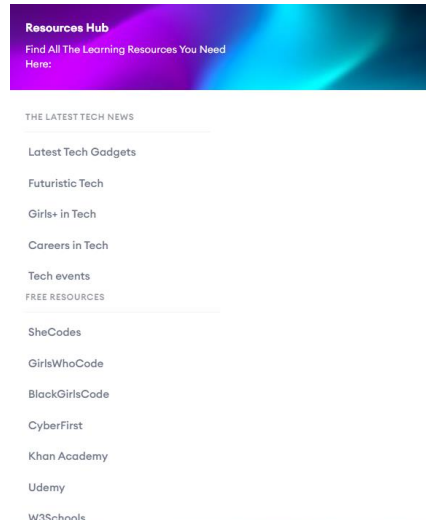 Resources Hub
Find All The Learning Resources You Need
Here:
THE LATEST TECH NEWS
Latest Tech Gadgets
Futuristic Tech
Girls+ in Tech
Careers in Tech
Tech events
FREE RESOURCES
SheCodes
GirlsWhoCode
BlackGirlsCode
CyberFirst
Khan Academy
Udemy
W3Schools